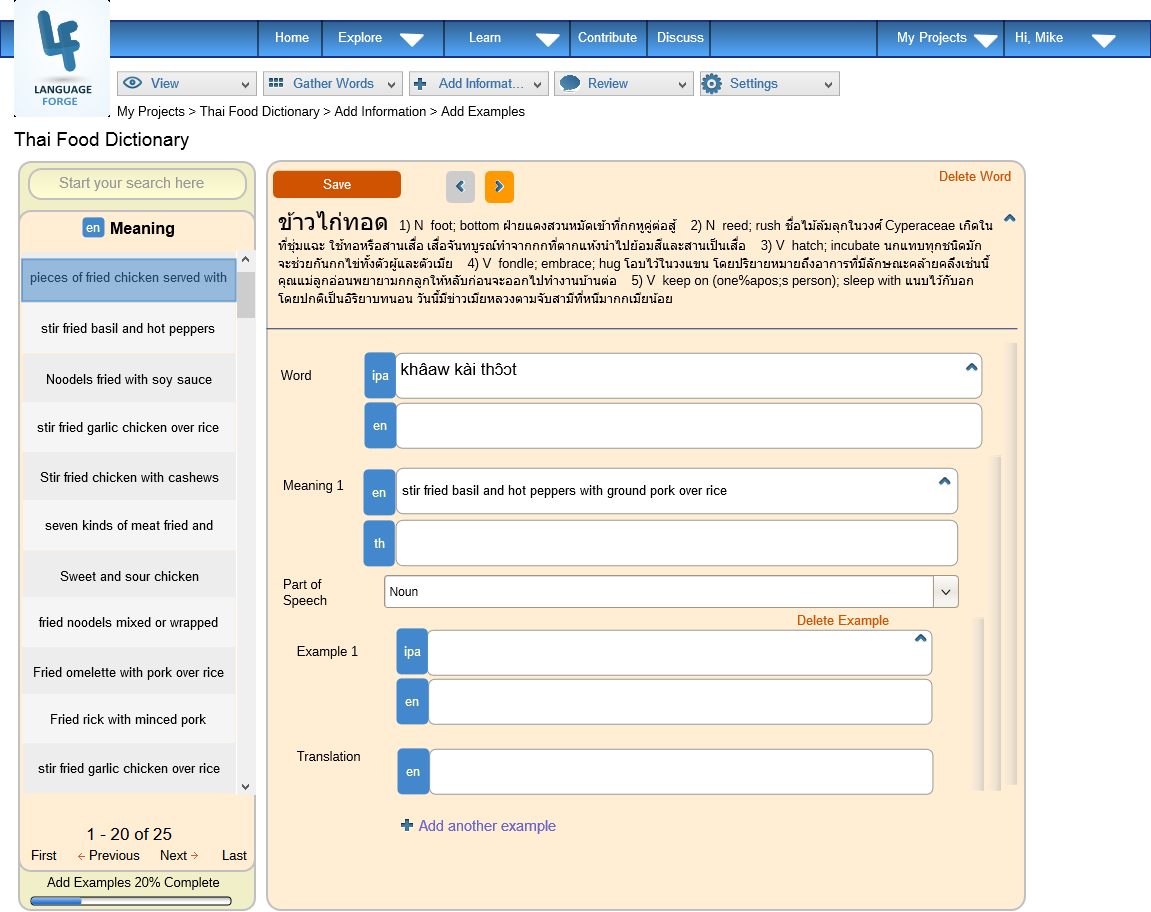 Home Explore Learn Contribute Discuss My Projects Hi, Mike
LANGUAGE
FORGE
View Gather Words Add Informat... Review Settings
My Projects > Thai Food Dictionary > Add Information > Add Examples
Thai Food Dictionary
Start your search here
en Meaning
pieces of fried chicken served with
stir fried basil and hot peppers
Noodels fried with soy sauce
stir fried garlic chicken over rice
Stir fried chicken with cashews
seven kinds of meat fried and
Sweet and sour chicken
fried noodels mixed or wrapped
Fried omelette with pork over rice
Fried rick with minced pork
stir fried garlic chicken over rice
1 - 20 of 25
First Previous Next Last
Add Examples 20% Complete
Save
Delete Word
ข้าวไก่ทอด 1) N foot; bottom ฝ่ายแดงสวนหมัดเข้าที่กกหูคู่ต่อสู้ 2) N reed; rush ชื่อไม้ล้มลุกในวงศ์ Cyperaceae เกิดใน
ที่ชุ่มแฉะ ใช้ทอหรือสานเสื่อ เสื่อจันทบูรณ์ทำจากกกที่ตากแห้งนำไปย้อมสีและสานเป็นเสื่อ 3) V hatch; incubate นกแทบทุกชนิดมัก
จะช่วยกันกกไข่ทั้งตัวผู้และตัวเมีย 4) V fondle; embrace; hug โอบไว้ในวงแขน โดยปริยายหมายถึงอาการที่มีลักษณะคล้ายคลึงเช่นนี้
คุณแม่ลูกอ่อนพยายามกกลูกให้หลับก่อนจะออกไปทำงานบ้านต่อ 5) V keep on (one%apos;s person); sleep with แนบไว้กับอก
โดยปกติเป็นอิริยาบทนอน วันนี้มีข่าวเมียหลวงตามจับสามีที่หนีมากกเมียน้อย
Word
ipa khâaw kài thɔ̂ɔt
en
Meaning 1
en stir fried basil and hot peppers with ground pork over rice
th
Part of
Speech
Noun
Delete Example
Example 1
ipa
en
Translation
en
Add another example